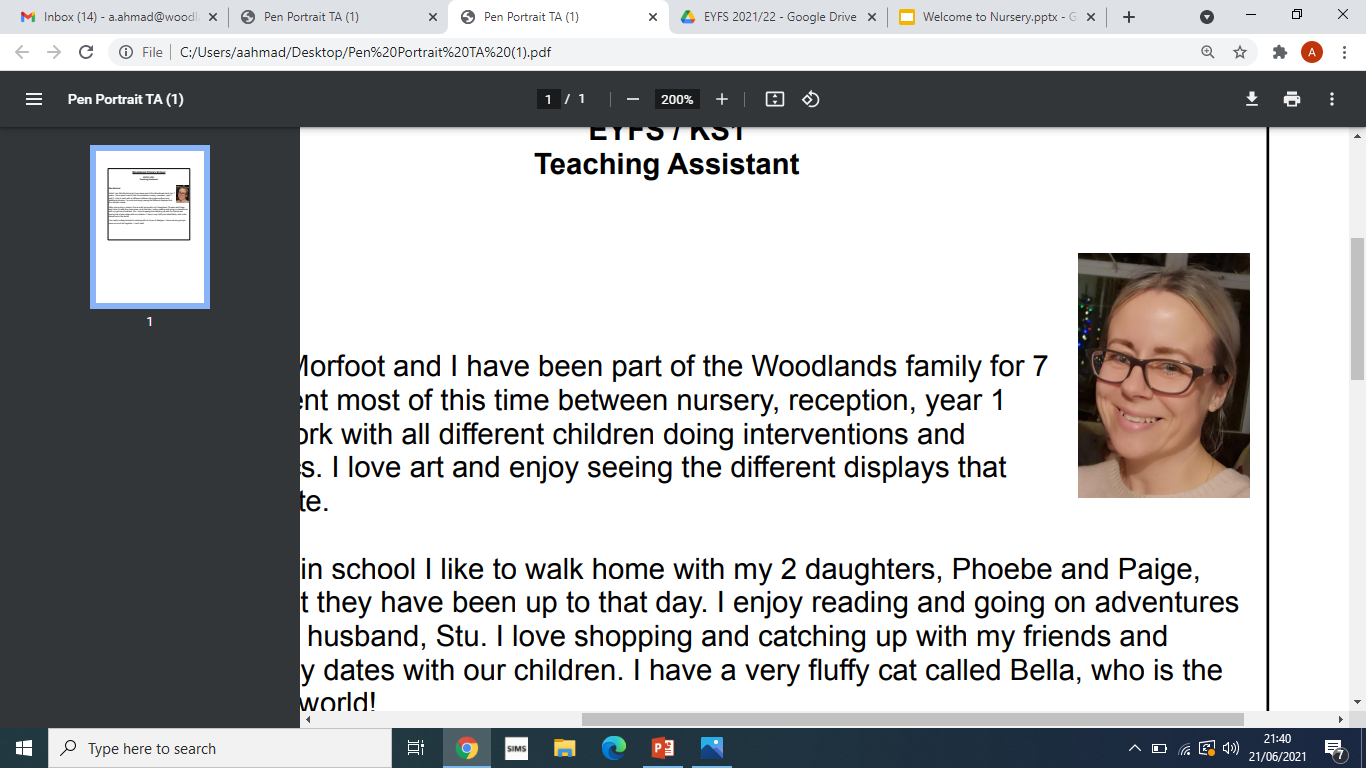 Inbox (14) - a.ahmad@woodl
Pen Portrait TA (1)
Pen Portrait TA (1)
EYFS 2021/22 - Google Drive
Welcome to Nursery.pptx - G
File
C:/Users/aahmad/Desktop/Pen%20Portrait%20TA%20(1).pdf
A
Pen Portrait TA (1)
1 / 1
200%
1
EYFS / KS1
Teaching Assistant
Morfoot and I have been part of the Woodlands family for 7
ent most of this time between nursery, reception, year 1
ork with all different children doing interventions and
s. I love art and enjoy seeing the different displays that
te.
in school I like to walk home with my 2 daughters, Phoebe and Paige,
t they have been up to that day. I enjoy reading and going on adventures
husband, Stu. I love shopping and catching up with my friends and
y dates with our children. I have a very fluffy cat called Bella, who is the
world!
Type here to search
SIMS
21:40
21/06/2021
7